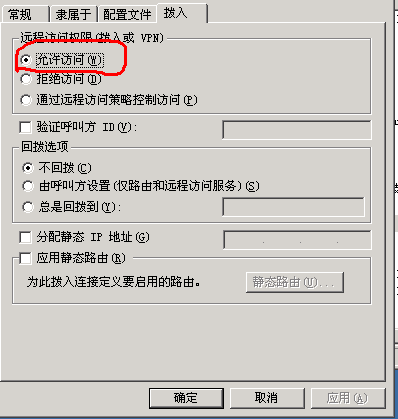 常规 隶属于 配置文件 拨入
远程访问权限(拨入或 VPN)
允许访问(W)
拒绝访问(D)
通过远程访问策略控制访问(P)
验证呼叫方 ID(V):
回拨选项
不回拨(C)
由呼叫方设置(仅路由和远程访问服务)(S)
总是回拨到(Y):
分配静态 IP 地址(G)
应用静态路由(R)
为此拨入连接定义要启用的路由。 静态路由(U)...
确定 取消 应用(A)